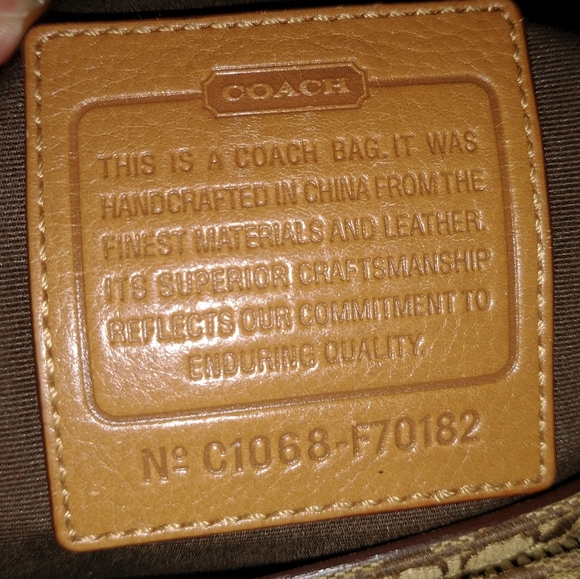 COACH
THIS IS A COACH BAG. IT WAS
HANDCRAFTED IN CHINA FROM THE
FINEST MATERIALS AND LEATHER.
ITS SUPERIOR CRAFTSMANSHIP
REFLECTS OUR COMMITMENT TO
ENDURING QUALITY.
Nº C1068-F70182